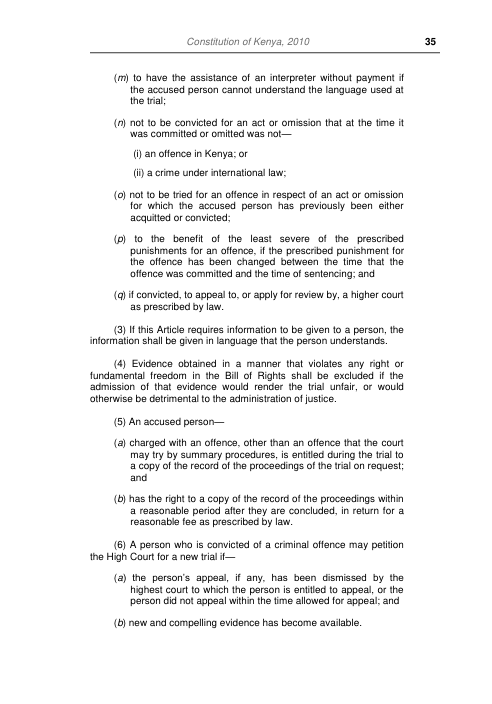 Constitution of Kenya, 2010 35
(m) to have the assistance of an interpreter without payment if
the accused person cannot understand the language used at
the trial;
(n) not to be convicted for an act or omission that at the time it
was committed or omitted was not—
(i) an offence in Kenya; or
(ii) a crime under international law;
(o) not to be tried for an offence in respect of an act or omission
for which the accused person has previously been either
acquitted or convicted;
(p) to the benefit of the least severe of the prescribed
punishments for an offence, if the prescribed punishment for
the offence has been changed between the time that the
offence was committed and the time of sentencing; and
(q) if convicted, to appeal to, or apply for review by, a higher court
as prescribed by law.
(3) If this Article requires information to be given to a person, the
information shall be given in language that the person understands.
(4) Evidence obtained in a manner that violates any right or
fundamental freedom in the Bill of Rights shall be excluded if the
admission of that evidence would render the trial unfair, or would
otherwise be detrimental to the administration of justice.
(5) An accused person—
(a) charged with an offence, other than an offence that the court
may try by summary procedures, is entitled during the trial to
a copy of the record of the proceedings of the trial on request;
and
(b) has the right to a copy of the record of the proceedings within
a reasonable period after they are concluded, in return for a
reasonable fee as prescribed by law.
(6) A person who is convicted of a criminal offence may petition
the High Court for a new trial if—
(a) the person's appeal, if any, has been dismissed by the
highest court to which the person is entitled to appeal, or the
person did not appeal within the time allowed for appeal; and
(b) new and compelling evidence has become available.